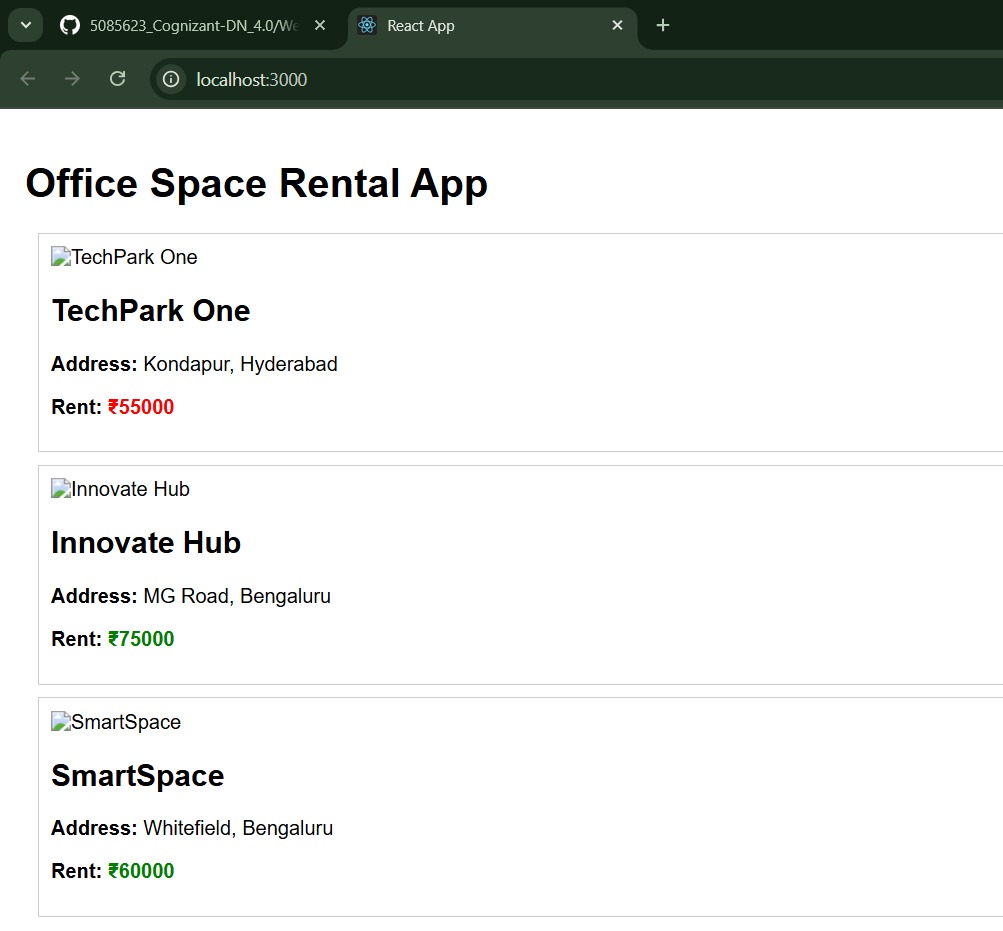 5085623_Cognizant-DN_4.0/We
React App
localhost:3000
Office Space Rental App
TechPark One
TechPark One
Address: Kondapur, Hyderabad
Rent: ₹55000
Innovate Hub
Innovate Hub
Address: MG Road, Bengaluru
Rent: ₹75000
SmartSpace
SmartSpace
Address: Whitefield, Bengaluru
Rent: ₹60000